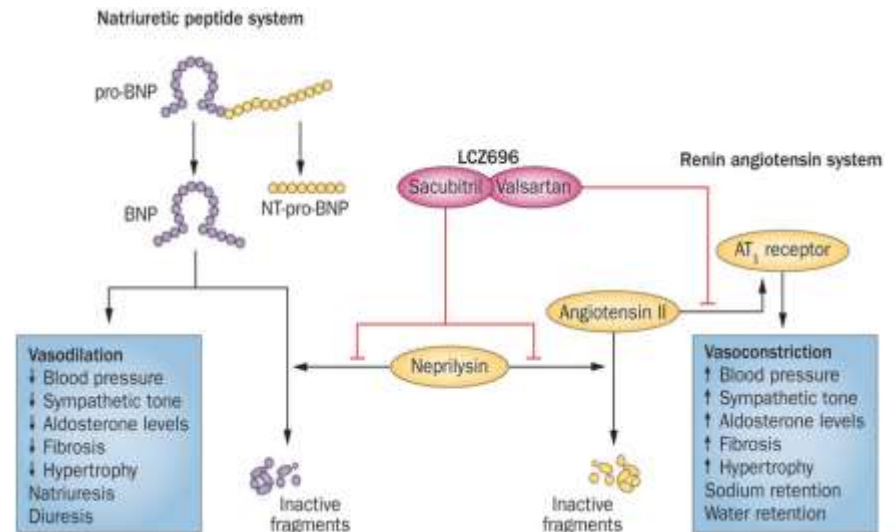 Natriuretic peptide system
pro-BNP
BNP
NT-pro-BNP
LCZ696
Sacubitril Valsartan
Renin angiotensin system
AT₁ receptor
Angiotensin II
Neprilysin
Vasodilation
↓ Blood pressure
↓ Sympathetic tone
↓ Aldosterone levels
↓ Fibrosis
↓ Hypertrophy
Natriuresis
Diuresis
Inactive
fragments
Inactive
fragments
Vasoconstriction
↑ Blood pressure
↑ Sympathetic tone
↑ Aldosterone levels
↑ Fibrosis
↑ Hypertrophy
Sodium retention
Water retention